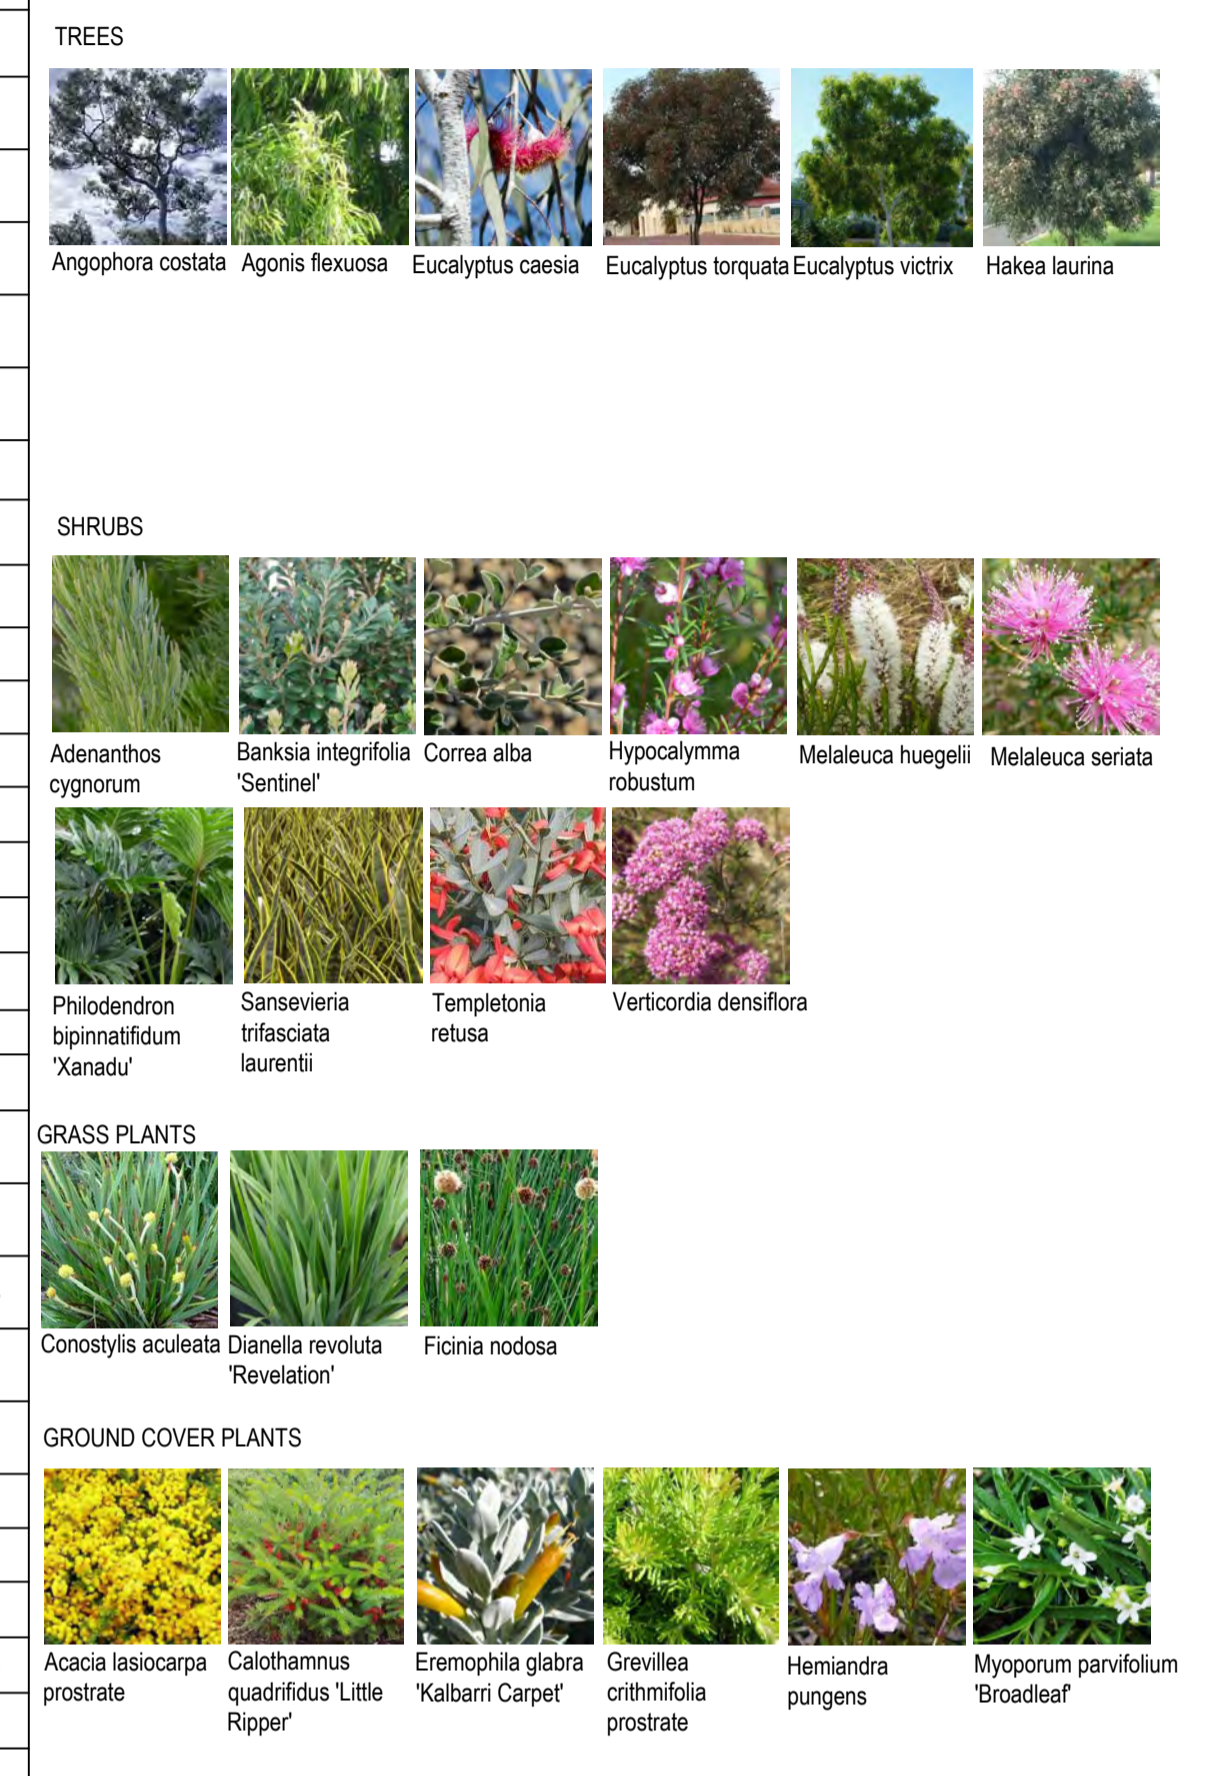 TREES
Angophora costata
Agonis flexuosa
Eucalyptus caesia
Eucalyptus torquata
Eucalyptus victrix
Hakea laurina
SHRUBS
Adenanthos
cygnorum
Banksia integrifolia
'Sentinel'
Correa alba
Hypocalymma
robustum
Melaleuca huegelii
Melaleuca seriata
Philodendron
bipinnatifidum
'Xanadu'
Sansevieria
trifasciata
laurentii
Templetonia
retusa
Verticordia densiflora
GRASS PLANTS
Conostylis aculeata
Dianella revoluta
'Revelation'
Ficinia nodosa
GROUND COVER PLANTS
Acacia lasiocarpa
prostrate
Calothamnus
quadrifidus 'Little
Ripper'
Eremophila glabra
'Kalbarri Carpet'
Grevillea
crithmifolia
prostrate
Hemiandra
pungens
Myoporum parvifolium
'Broadleaf'